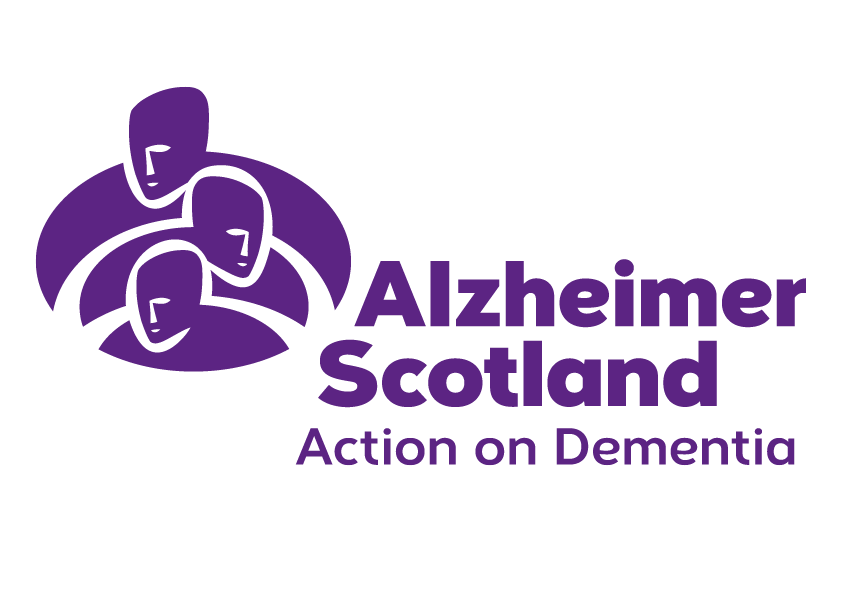 Alzheimer
Scotland
Action on Dementia